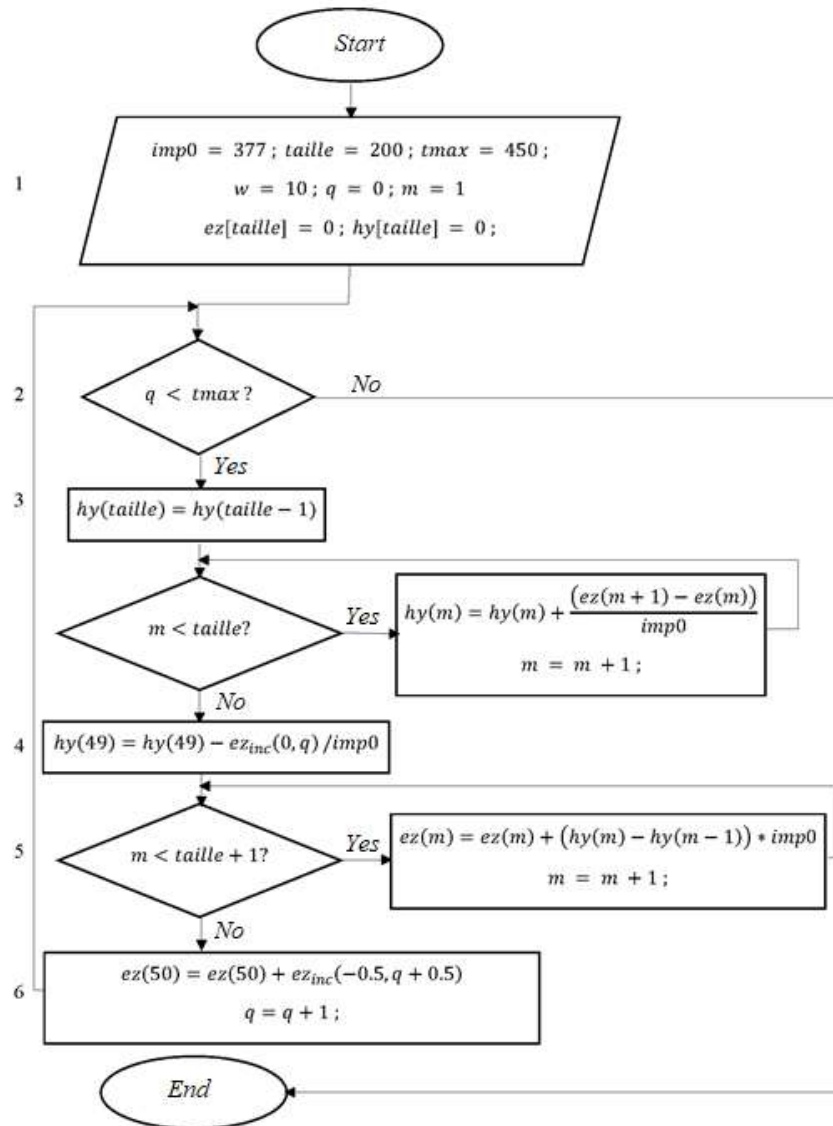 Start
1
imp0 = 377 ; taille = 200 ; tmax = 450 ;
w = 10 ; q = 0 ; m = 1
ez[taille] = 0 ; hy[taille] = 0 ;
2
q < tmax ?
No
Yes
3
hy(taille) = hy(taille − 1)
m < taille?
Yes
hy(m) = hy(m) + (ez(m + 1) − ez(m)) / imp0
m = m + 1 ;
No
4
hy(49) = hy(49) − ez_inc(0, q) /imp0
5
m < taille + 1?
Yes
ez(m) = ez(m) + (hy(m) − hy(m − 1)) * imp0
m = m + 1 ;
No
6
ez(50) = ez(50) + ez_inc(−0.5, q + 0.5)
q = q + 1 ;
End